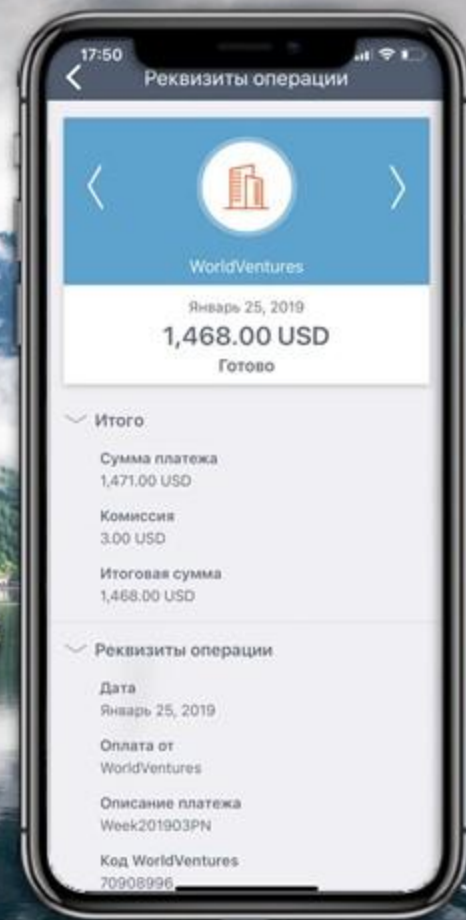 17:50
Реквизиты операции
WorldVentures
Январь 25, 2019
1,468.00 USD
Готово
Итого
Сумма платежа
1,471.00 USD
Комиссия
3.00 USD
Итоговая сумма
1,468.00 USD
Реквизиты операции
Дата
Январь 25, 2019
Оплата от
WorldVentures
Описание платежа
Week201903PN
Код WorldVentures
70908996